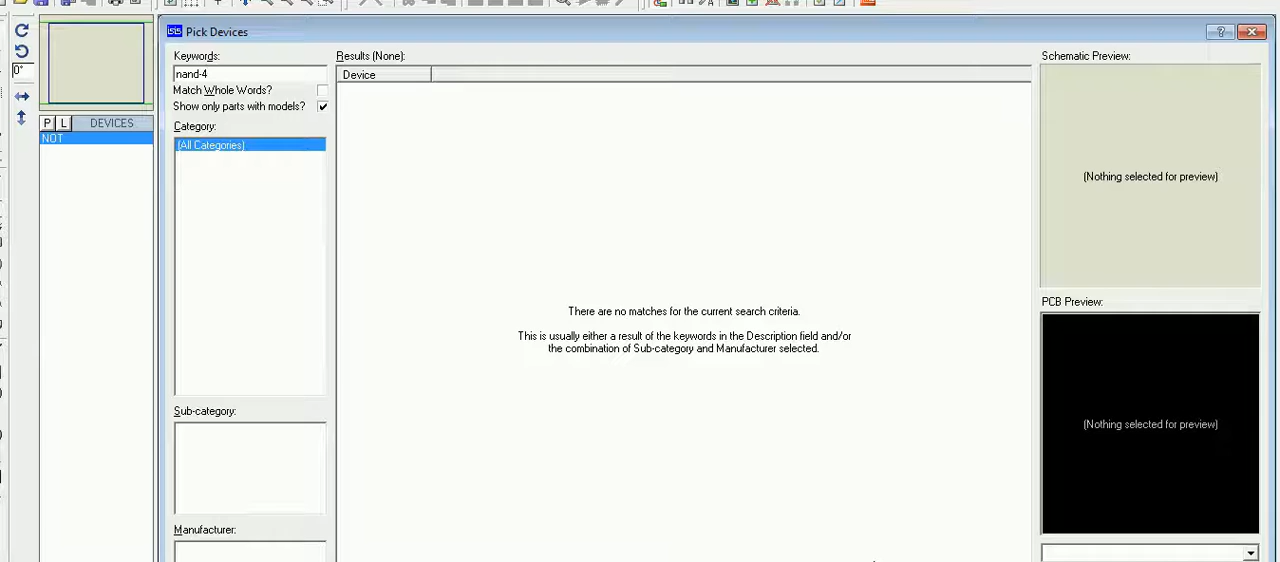 isis Pick Devices
?
Keywords:
nand-4
Match Whole Words?
Show only parts with models?
Category:
(All Categories)
Sub-category:
Manufacturer:
Results (None):
Device
There are no matches for the current search criteria.
This is usually either a result of the keywords in the Description field and/or
the combination of Sub-category and Manufacturer selected.
Schematic Preview:
(Nothing selected for preview)
PCB Preview:
(Nothing selected for preview)
0°
P L DEVICES
NOT